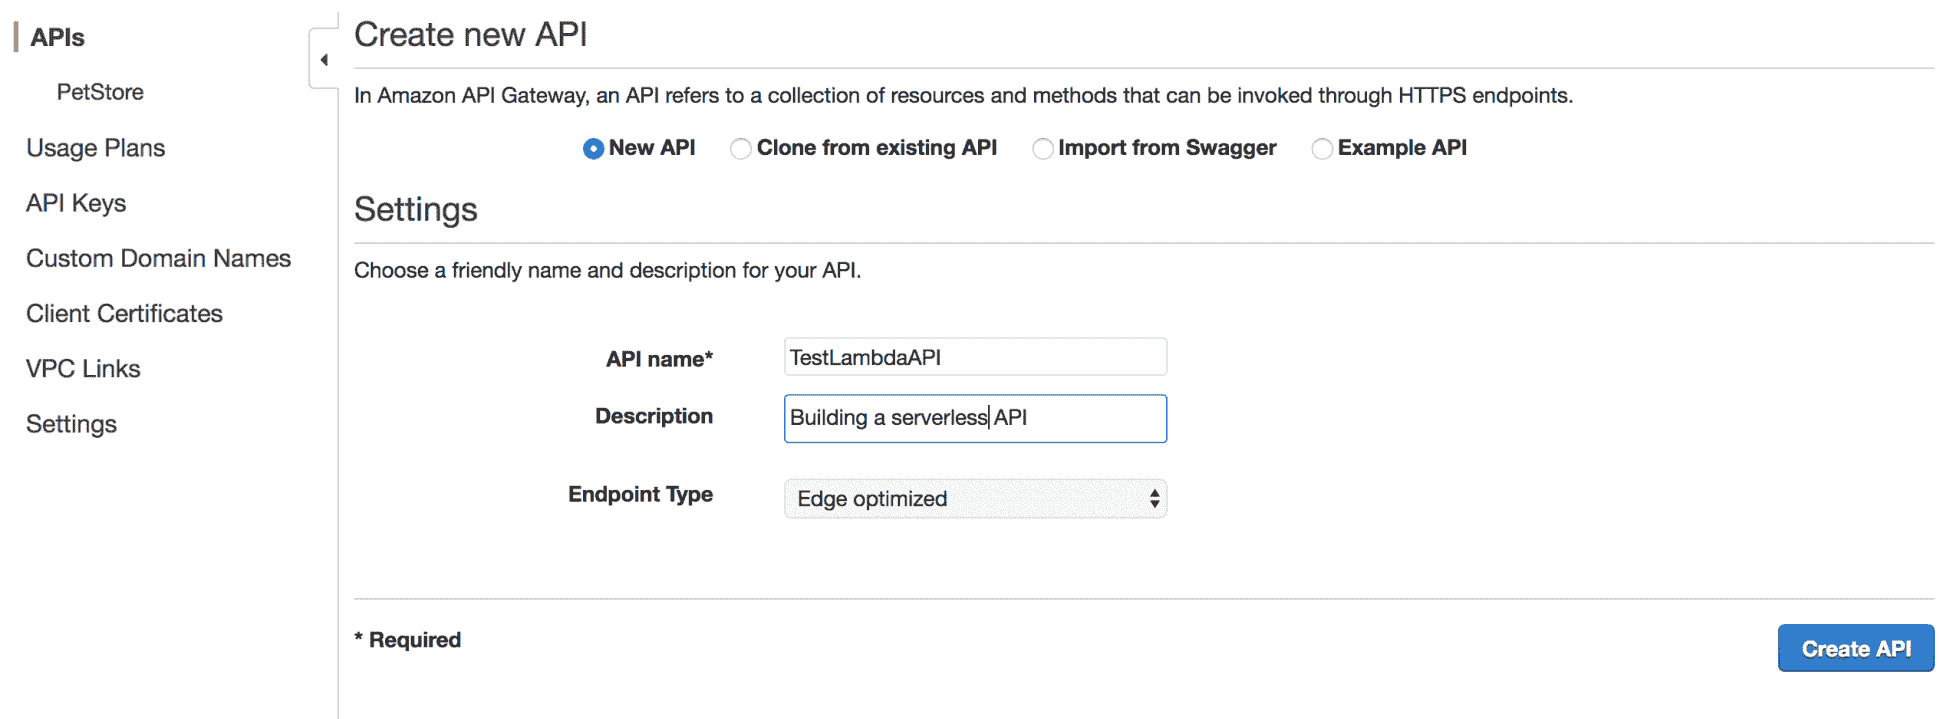 APIs
PetStore
Usage Plans
API Keys
Custom Domain Names
Client Certificates
VPC Links
Settings
Create new API
In Amazon API Gateway, an API refers to a collection of resources and methods that can be invoked through HTTPS endpoints.
New API Clone from existing API Import from Swagger Example API
Settings
Choose a friendly name and description for your API.
API name* TestLambdaAPI
Description Building a serverless API
Endpoint Type Edge optimized
* Required
Create API